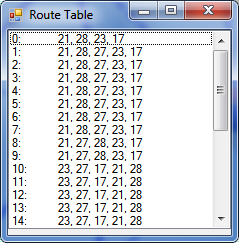 Route Table
0: 21, 28, 23, 17
1: 21, 28, 27, 23, 17
2: 21, 28, 27, 23, 17
3: 21, 28, 27, 23, 17
4: 21, 28, 27, 23, 17
5: 21, 28, 27, 23, 17
6: 21, 28, 27, 23, 17
7: 21, 28, 27, 23, 17
8: 21, 27, 28, 23, 17
9: 21, 28, 27, 23, 17
10: 23, 27, 17, 21, 28
11: 23, 27, 17, 21, 28
12: 23, 27, 17, 21, 28
13: 23, 27, 17, 21, 28
14: 23, 27, 17, 21, 28